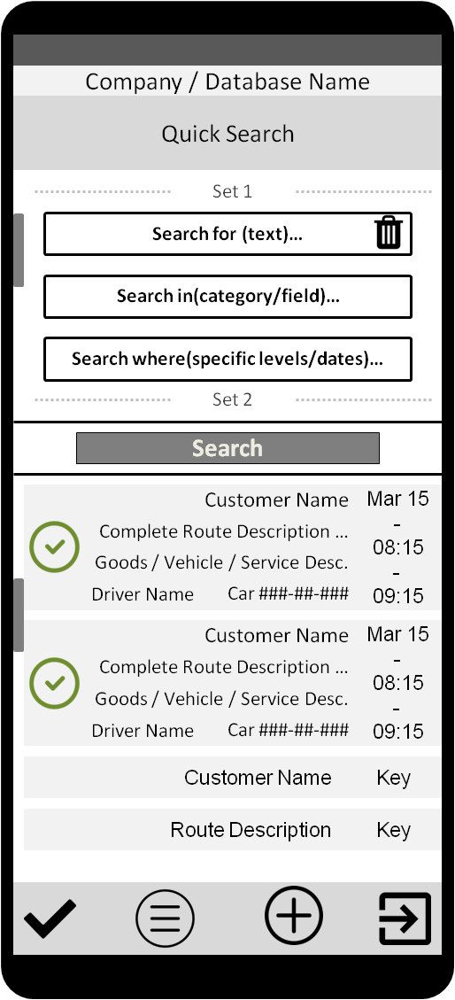 Company / Database Name
Quick Search
Set 1
Search for (text)...
Search in(category/field)...
Search where(specific levels/dates)...
Set 2
Search
Customer Name
Mar 15
-
Complete Route Description ...
08:15
Goods / Vehicle / Service Desc.
-
Driver Name Car ###-##-###
09:15
Customer Name
Mar 15
-
Complete Route Description ...
08:15
Goods / Vehicle / Service Desc.
-
Driver Name Car ###-##-###
09:15
Customer Name Key
Route Description Key